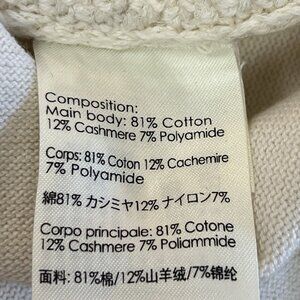 Composition:
Main body: 81% Cotton
12% Cashmere 7% Polyamide
Corps: 81% Coton 12% Cachemire
7% Polyamide
綿81% カシミヤ12% ナイロン7%
Corpo principale: 81% Cotone
12% Cashmere 7% Poliammide
面料: 81%棉/12%山羊绒/7%锦纶